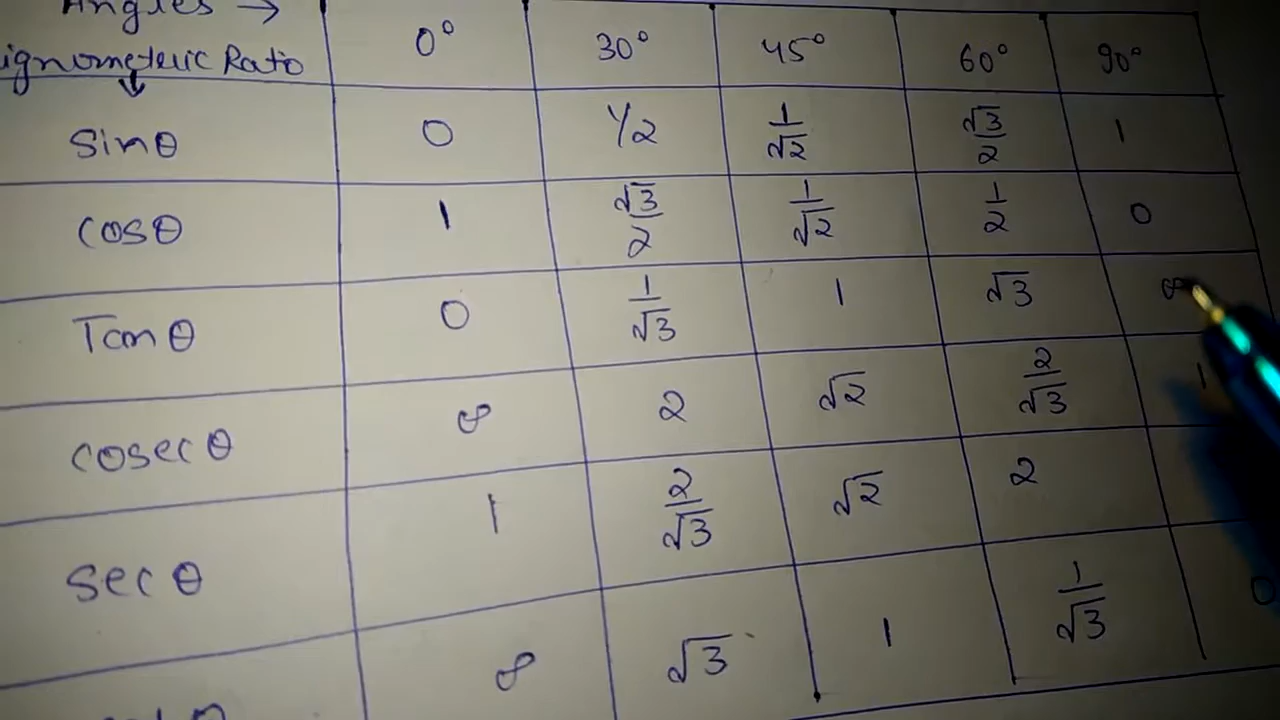 Angles →
ignometric Ratio 0° 30° 45° 60° 90°
Sinθ 0 1/2 1/√2 √3/2 1
cosθ 1 √3/2 1/√2 1/2 0
Tanθ 0 1/√3 1 √3 ∞
cosecθ ∞ 2 √2 2/√3 1
secθ 1 2/√3 √2 2
∞ √3 1 1/√3 0